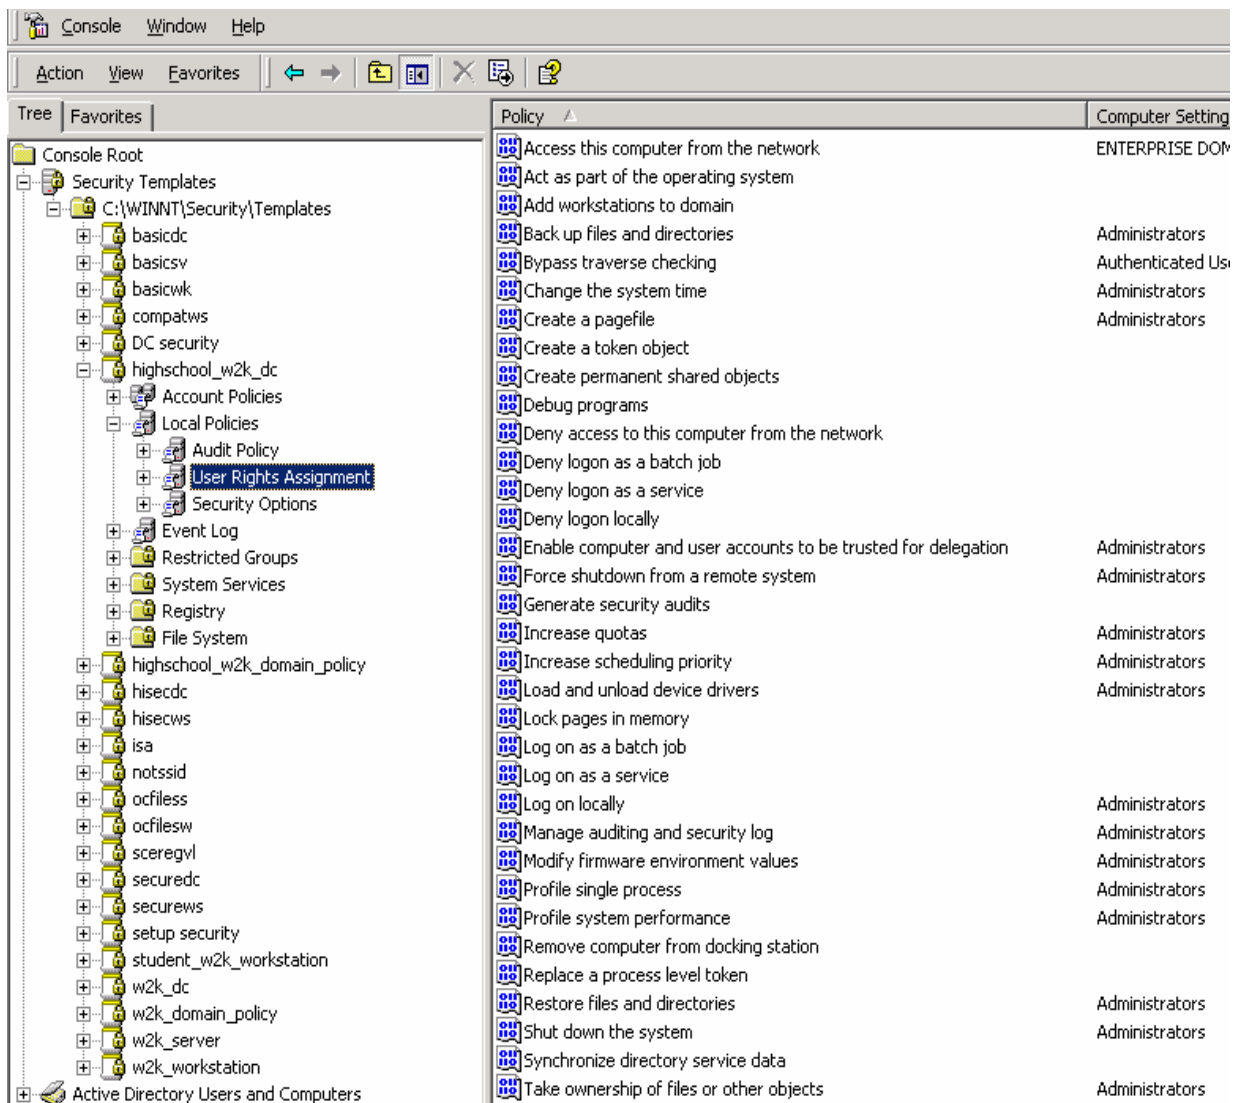 Console Window Help
Action View Favorites
Tree Favorites
Console Root
Security Templates
C:\WINNT\Security\Templates
basicdc
basicsv
basicwk
compatws
DC security
highschool_w2k_dc
Account Policies
Local Policies
Audit Policy
User Rights Assignment
Security Options
Event Log
Restricted Groups
System Services
Registry
File System
highschool_w2k_domain_policy
hisecdc
hisecws
isa
notssid
ocfiless
ocfilesw
sceregvl
securedc
securews
setup security
student_w2k_workstation
w2k_dc
w2k_domain_policy
w2k_server
w2k_workstation
Active Directory Users and Computers
Policy Computer Setting
Access this computer from the network ENTERPRISE DOM
Act as part of the operating system
Add workstations to domain
Back up files and directories Administrators
Bypass traverse checking Authenticated Use
Change the system time Administrators
Create a pagefile Administrators
Create a token object
Create permanent shared objects
Debug programs
Deny access to this computer from the network
Deny logon as a batch job
Deny logon as a service
Deny logon locally
Enable computer and user accounts to be trusted for delegation Administrators
Force shutdown from a remote system Administrators
Generate security audits
Increase quotas Administrators
Increase scheduling priority Administrators
Load and unload device drivers Administrators
Lock pages in memory
Log on as a batch job
Log on as a service
Log on locally Administrators
Manage auditing and security log Administrators
Modify firmware environment values Administrators
Profile single process Administrators
Profile system performance Administrators
Remove computer from docking station
Replace a process level token
Restore files and directories Administrators
Shut down the system Administrators
Synchronize directory service data
Take ownership of files or other objects Administrators